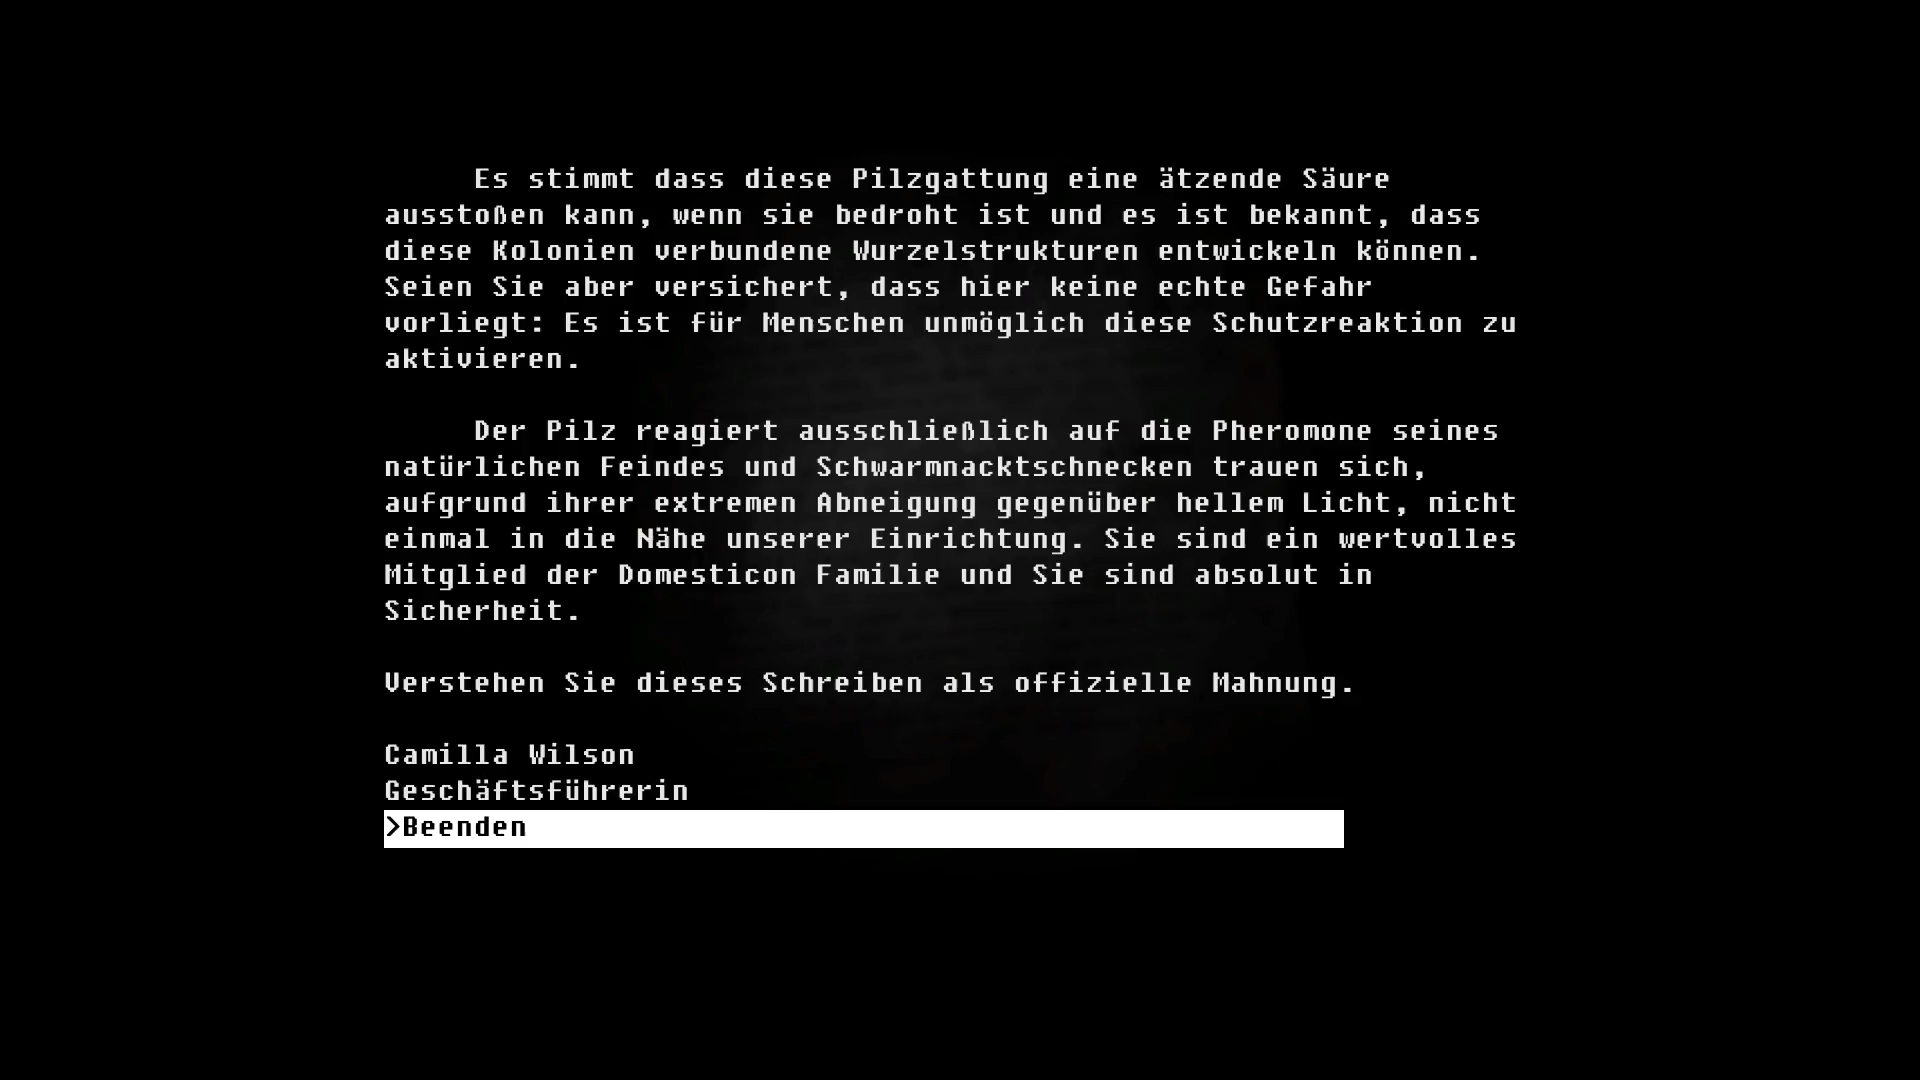 Es stimmt dass diese Pilzgattung eine ätzende Säure
ausstoßen kann, wenn sie bedroht ist und es ist bekannt, dass
diese Kolonien verbundene Wurzelstrukturen entwickeln können.
Seien Sie aber versichert, dass hier keine echte Gefahr
vorliegt: Es ist für Menschen unmöglich diese Schutzreaktion zu
aktivieren.
Der Pilz reagiert ausschließlich auf die Pheromone seines
natürlichen Feindes und Schwarmnacktschnecken trauen sich,
aufgrund ihrer extremen Abneigung gegenüber hellem Licht, nicht
einmal in die Nähe unserer Einrichtung. Sie sind ein wertvolles
Mitglied der Domesticon Familie und Sie sind absolut in
Sicherheit.
Verstehen Sie dieses Schreiben als offizielle Mahnung.
Camilla Wilson
Geschäftsführerin
>Beenden